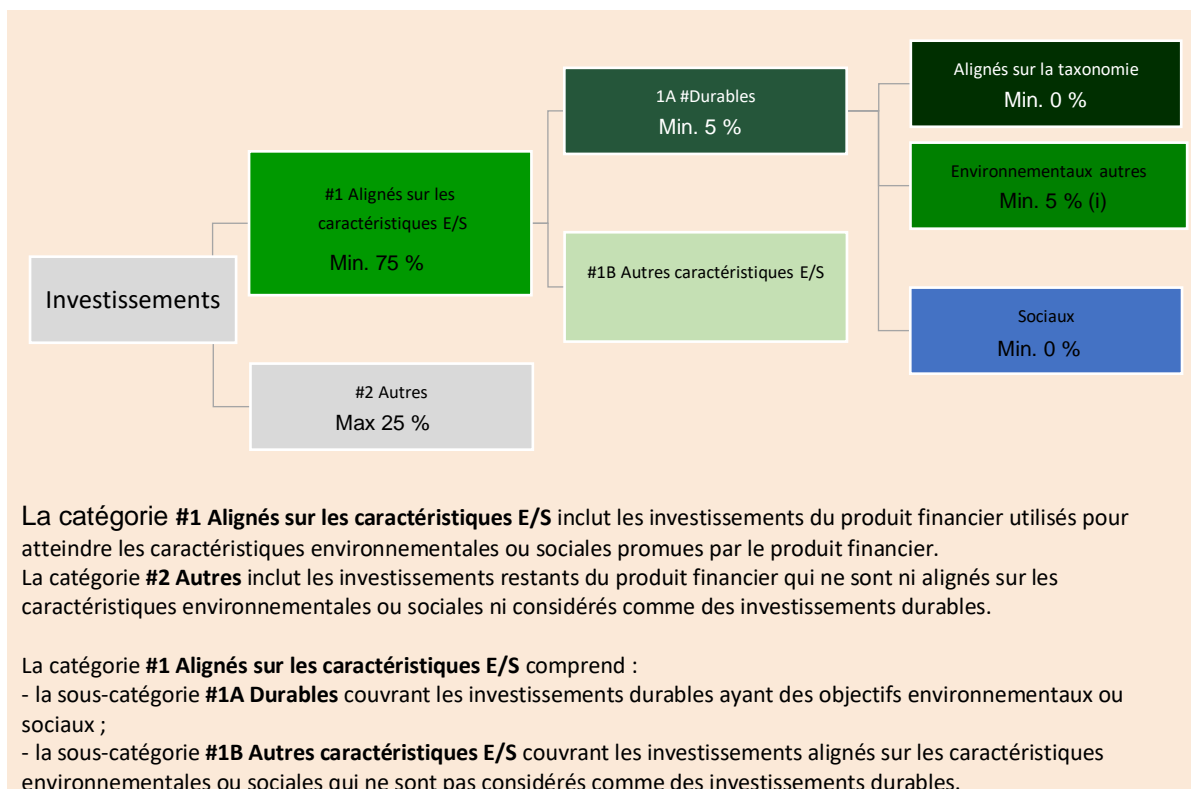 Investissements
#1 Alignés sur les
caractéristiques E/S
Min. 75 %
#2 Autres
Max 25 %
1A #Durables
Min. 5 %
#1B Autres caractéristiques E/S
Alignés sur la taxonomie
Min. 0 %
Environnementaux autres
Min. 5 % (i)
Sociaux
Min. 0 %
La catégorie #1 Alignés sur les caractéristiques E/S inclut les investissements du produit financier utilisés pour
atteindre les caractéristiques environnementales ou sociales promues par le produit financier.
La catégorie #2 Autres inclut les investissements restants du produit financier qui ne sont ni alignés sur les
caractéristiques environnementales ou sociales ni considérés comme des investissements durables.
La catégorie #1 Alignés sur les caractéristiques E/S comprend :
- la sous-catégorie #1A Durables couvrant les investissements durables ayant des objectifs environnementaux ou
sociaux ;
- la sous-catégorie #1B Autres caractéristiques E/S couvrant les investissements alignés sur les caractéristiques
environnementales ou sociales qui ne sont pas considérés comme des investissements durables.